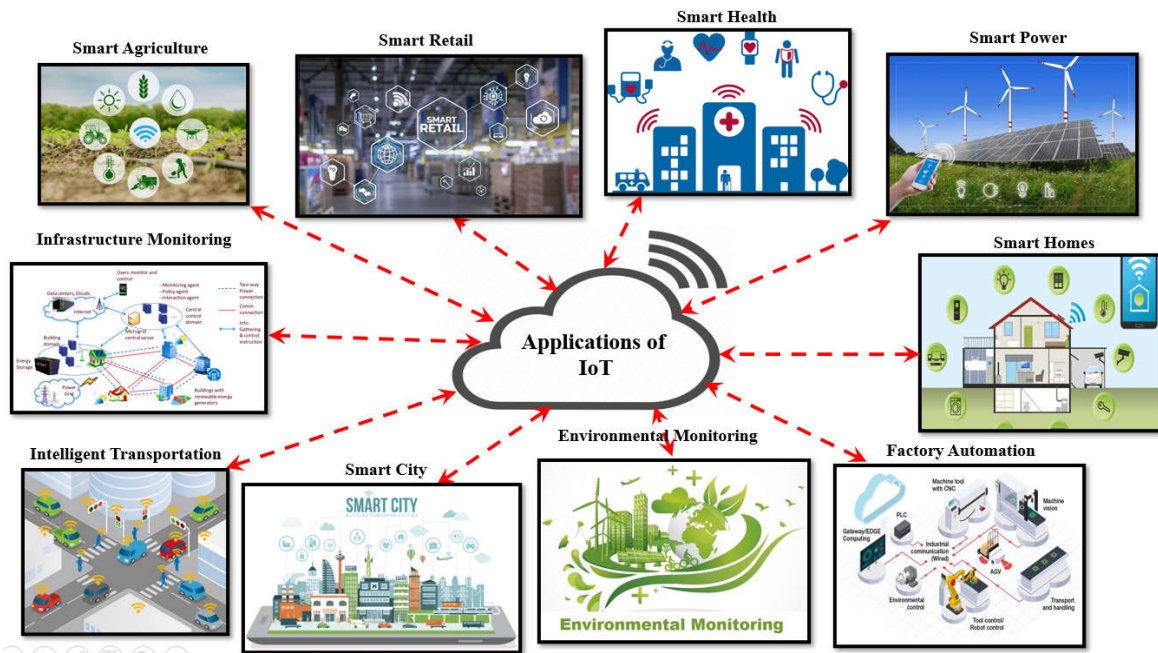 Smart Health
Smart Agriculture
Smart Retail
Smart Power
SMART
RETAIL
Infrastructure Monitoring
Smart Homes
Users monitor and
control
Data centers, Clouds
Internet
Monitoring agent
Policy agent
Interaction agent
Two way
Power
connection
Comm.
connection
Info.
Gathering
& control
instruction
Central
control
domain
Microgrid
central server
Building
domain
Energy
Storage
Power
Grid
Buildings with
renewable energy
generators
Applications of
IoT
Intelligent Transportation
Smart City
Environmental Monitoring
Factory Automation
SMART CITY
BUILDING TOMORROW'S CITIES
H
Environmental Monitoring
Machine tool
with CNC
Machine
vision
PLC
Gateway/EDGE
Computing
Industrial
communication
(Wired)
AGV
Environmental
control
Transport
and handling
Tool control/
Robot control